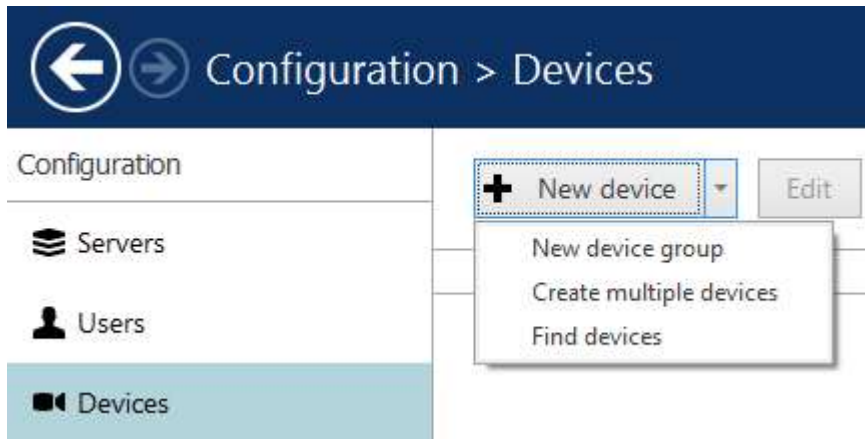 Configuration > Devices
Configuration
New device
Edit
New device group
Servers
Create multiple devices
Users
Find devices
Devices